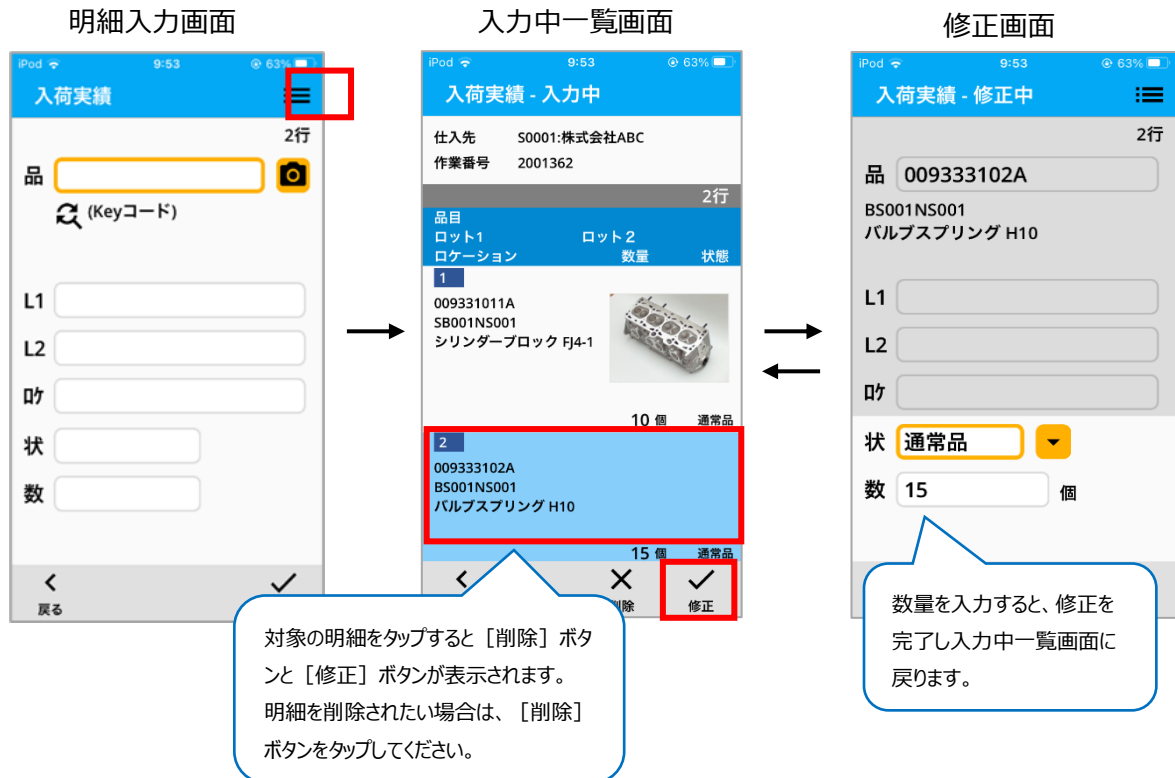 明細入力画面
入力中一覧画面
修正画面
iPod 9:53 63%
入荷実績
2行
品
(Keyコード)
L1
L2
ﾛｹ
状
数
戻る
iPod 9:53 63%
入荷実績 - 入力中
仕入先 S0001:株式会社ABC
作業番号 2001362
2行
品目
ロット1 ロット2
ロケーション 数量 状態
1
009331011A
SB001NS001
シリンダーブロック FJ4-1
10 個 通常品
2
009333102A
BS001NS001
バルブスプリング H10
15 個 通常品
除 修正
対象の明細をタップすると［削除］ボタ
ンと［修正］ボタンが表示されます。
明細を削除されたい場合は、［削除］
ボタンをタップしてください。
iPod 9:53 63%
入荷実績 - 修正中
2行
品 009333102A
BS001NS001
バルブスプリング H10
L1
L2
ﾛｹ
状 通常品
数 15 個
数量を入力すると、修正を
完了し入力中一覧画面に
戻ります。